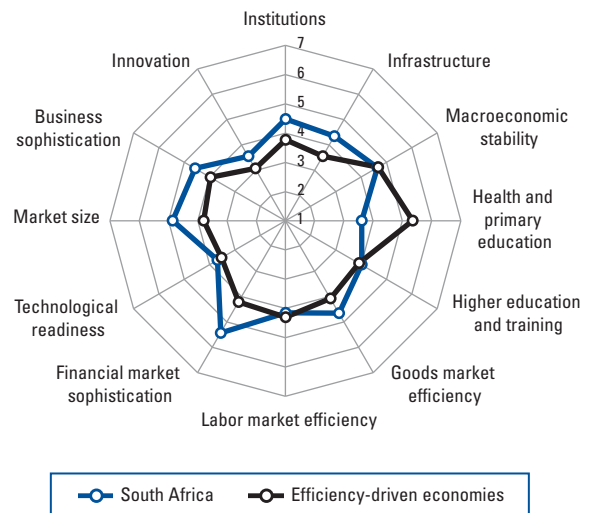 Institutions
7
6
5
4
3
2
1
Infrastructure
Macroeconomic
stability
Health and
primary
education
Higher education
and training
Goods market
efficiency
Labor market efficiency
Financial market
sophistication
Technological
readiness
Market size
Business
sophistication
Innovation
South Africa
Efficiency-driven economies